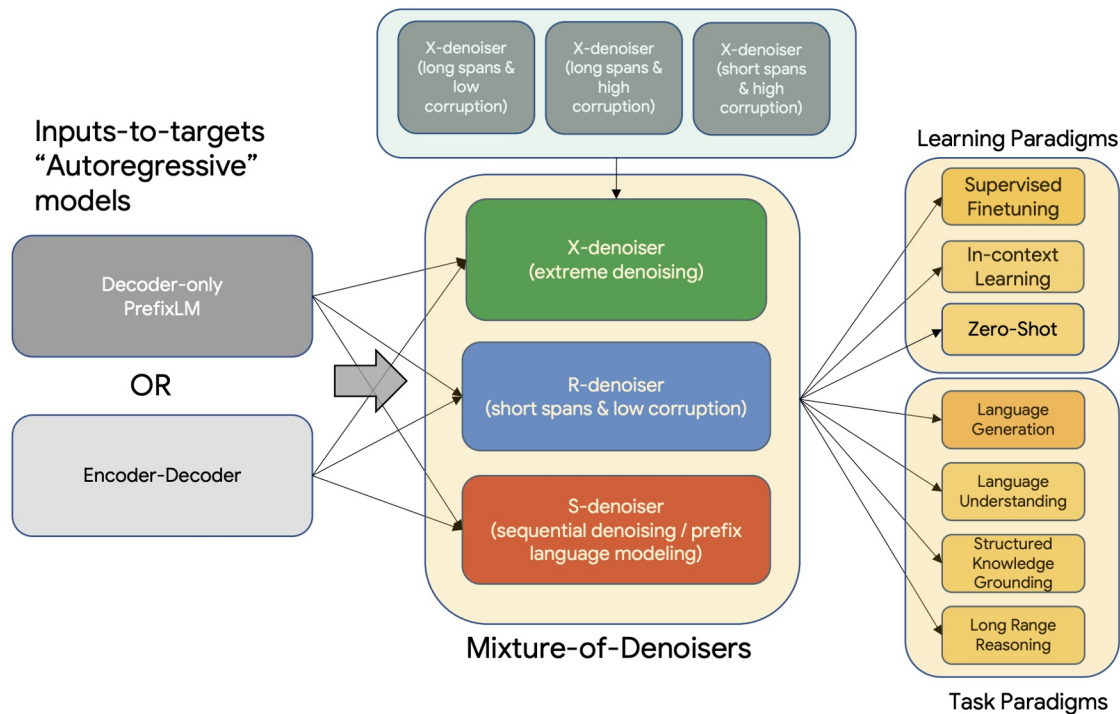 X-denoiser
(long spans &
low
corruption)
X-denoiser
(long spans &
high
corruption)
X-denoiser
(short spans
& high
corruption)
Inputs-to-targets
“Autoregressive”
models
Decoder-only
PrefixLM
OR
Encoder-Decoder
X-denoiser
(extreme denoising)
R-denoiser
(short spans & low corruption)
S-denoiser
(sequential denoising / prefix
language modeling)
Mixture-of-Denoisers
Learning Paradigms
Supervised
Finetuning
In-context
Learning
Zero-Shot
Language
Generation
Language
Understanding
Structured
Knowledge
Grounding
Long Range
Reasoning
Task Paradigms